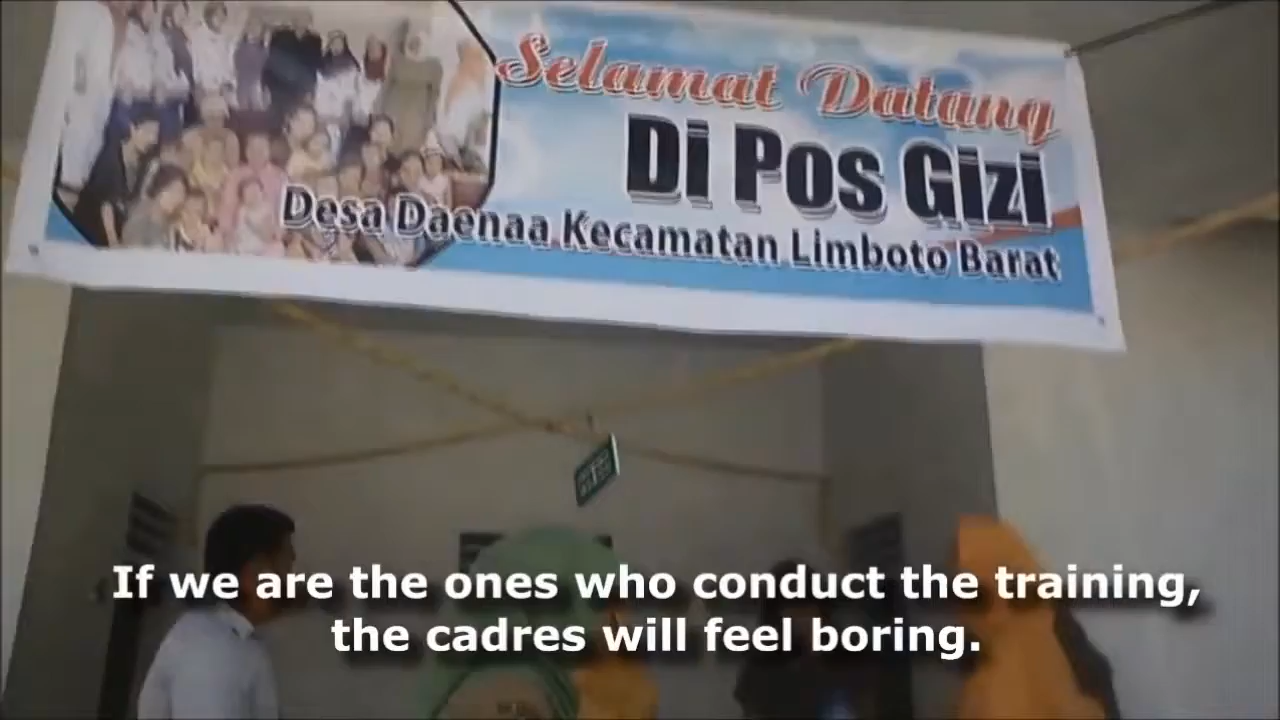 Selamat Datang
Di Pos Gizi
Desa Daenaa Kecamatan Limboto Barat
If we are the ones who conduct the training,
the cadres will feel boring.